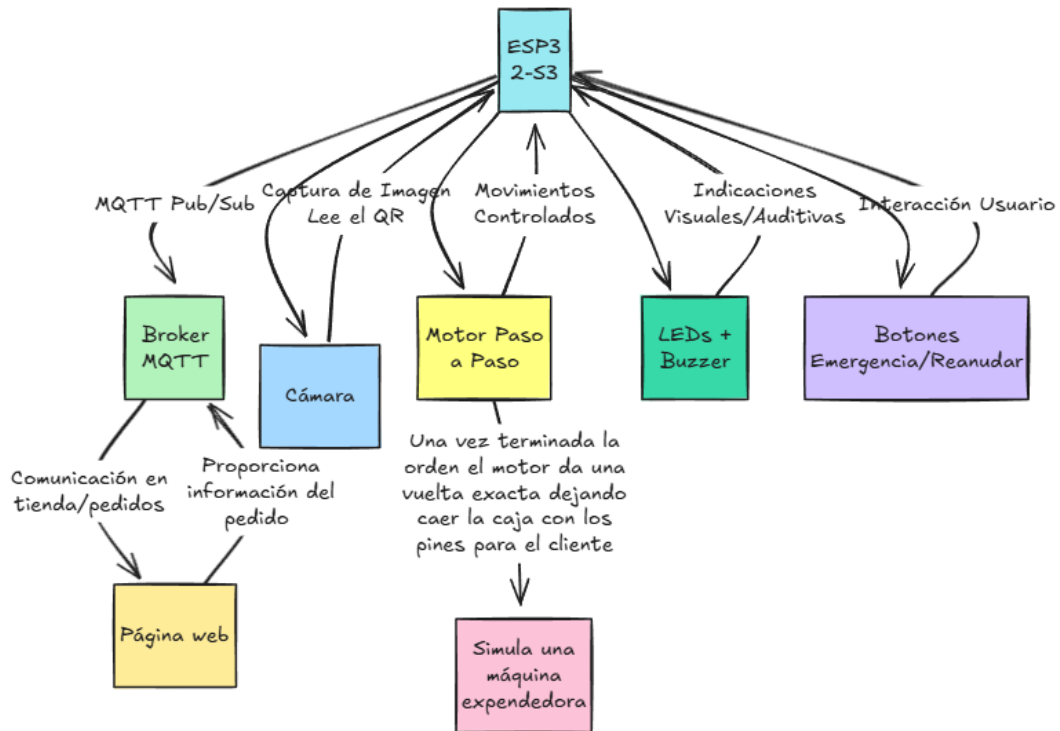 ESP3
2-S3
MQTT Pub/Sub
Captura de Imagen
Lee el QR
Movimientos
Controlados
Indicaciones
Visuales/Auditivas
Interacción Usuario
Broker
MQTT
Cámara
Motor Paso
a Paso
LEDs +
Buzzer
Botones
Emergencia/Reanudar
Comunicación en
tienda/pedidos
Proporciona
información del
pedido
Una vez terminada la
orden el motor da una
vuelta exacta dejando
caer la caja con los
pines para el cliente
Página web
Simula una
máquina
expendedora